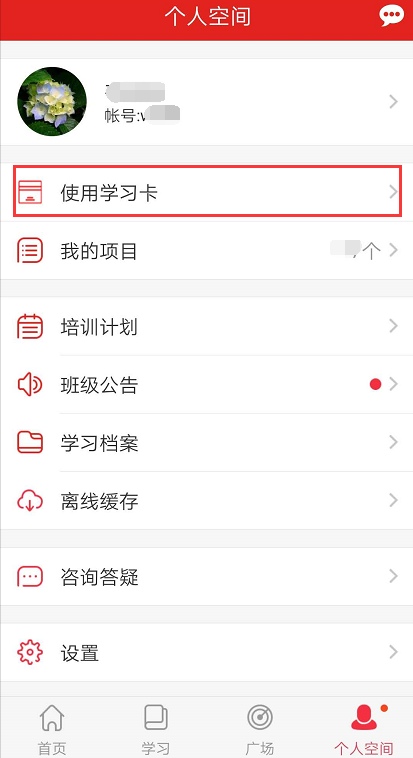 个人空间
帐号:
使用学习卡
我的项目
个
培训计划
班级公告
学习档案
离线缓存
咨询答疑
设置
首页
学习
广场
个人空间